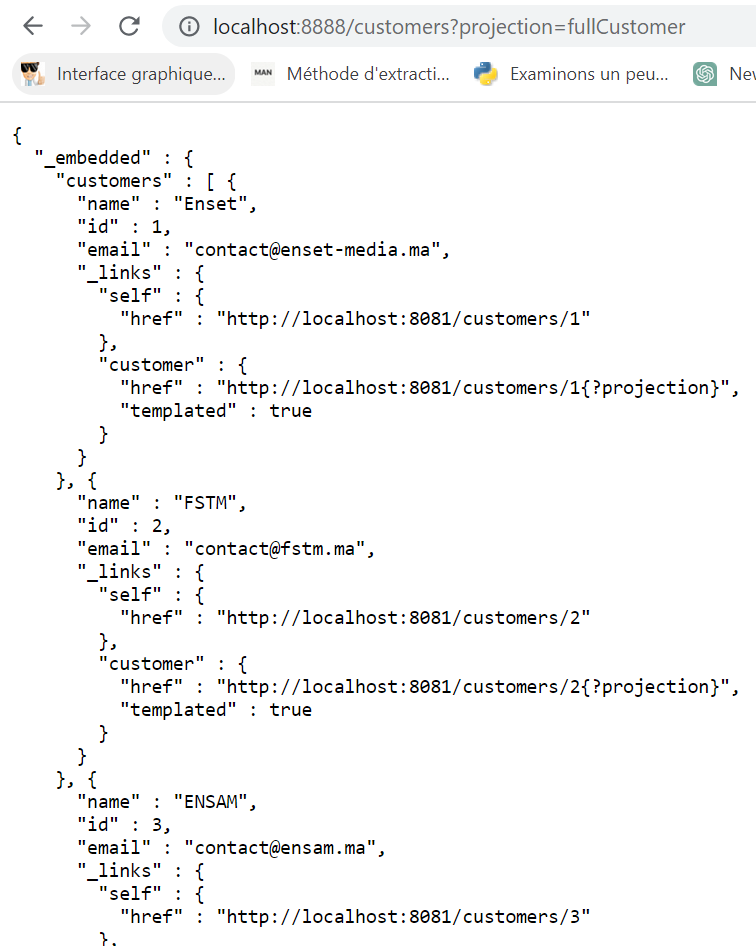 localhost:8888/customers?projection=fullCustomer
Interface graphique... MAN Méthode d'extracti... Examinons un peu... Nev
{
  "_embedded" : {
    "customers" : [ {
      "name" : "Enset",
      "id" : 1,
      "email" : "contact@enset-media.ma",
      "_links" : {
        "self" : {
          "href" : "http://localhost:8081/customers/1"
        },
        "customer" : {
          "href" : "http://localhost:8081/customers/1{?projection}",
          "templated" : true
        }
      }
    }, {
      "name" : "FSTM",
      "id" : 2,
      "email" : "contact@fstm.ma",
      "_links" : {
        "self" : {
          "href" : "http://localhost:8081/customers/2"
        },
        "customer" : {
          "href" : "http://localhost:8081/customers/2{?projection}",
          "templated" : true
        }
      }
    }, {
      "name" : "ENSAM",
      "id" : 3,
      "email" : "contact@ensam.ma",
      "_links" : {
        "self" : {
          "href" : "http://localhost:8081/customers/3"
        },